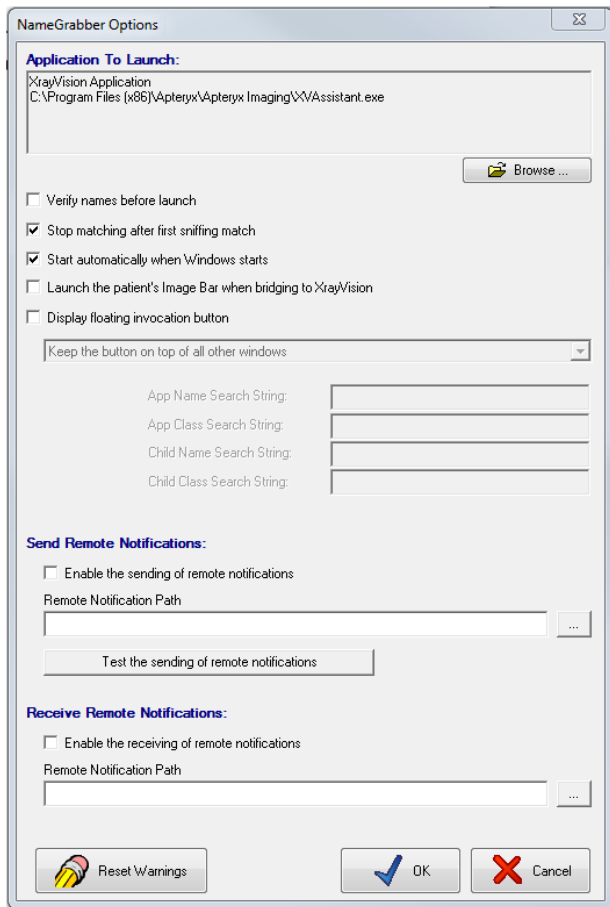 NameGrabber Options
Application To Launch:
XrayVision Application
C:\Program Files (x86)\Apteryx\Apteryx Imaging\XVAssistant.exe
Browse ...
Verify names before launch
Stop matching after first sniffing match
Start automatically when Windows starts
Launch the patient's Image Bar when bridging to XrayVision
Display floating invocation button
Keep the button on top of all other windows
App Name Search String:
App Class Search String:
Child Name Search String:
Child Class Search String:
Send Remote Notifications:
Enable the sending of remote notifications
Remote Notification Path
...
Test the sending of remote notifications
Receive Remote Notifications:
Enable the receiving of remote notifications
Remote Notification Path
...
Reset Warnings
OK
Cancel